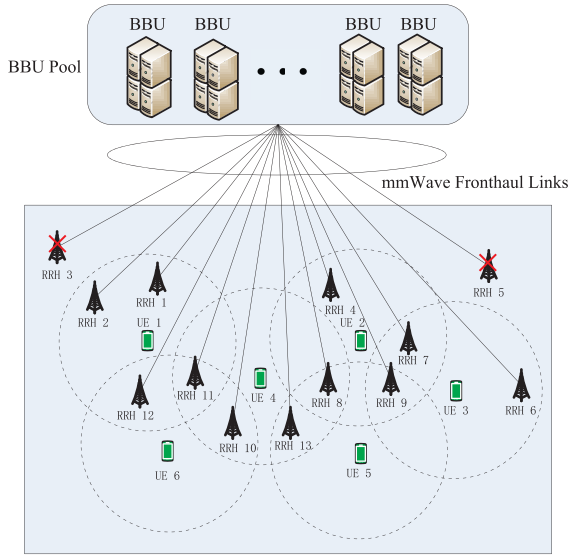 BBU BBU BBU BBU
BBU Pool
mmWave Fronthaul Links
RRH 3
RRH 5
RRH 1
RRH 4
RRH 2
UE 1
UE 2
RRH 7
RRH 11
UE 4
RRH 8
RRH 9
UE 3
RRH 6
RRH 12
RRH 10
RRH 13
UE 6
UE 5